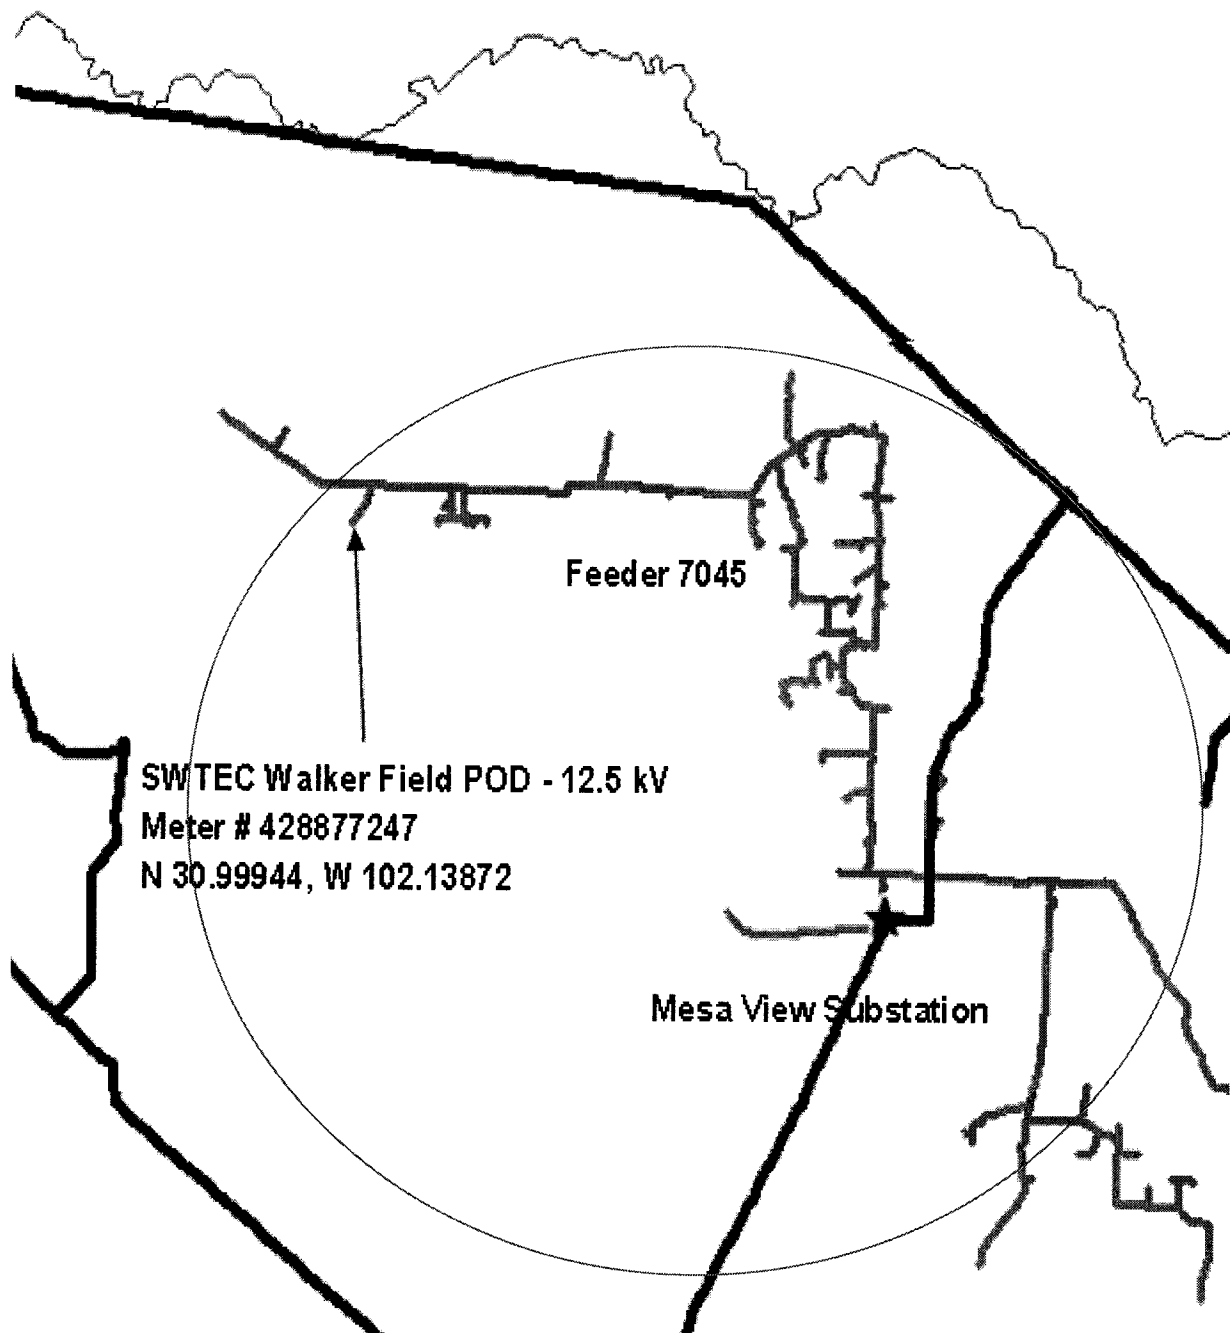 Feeder 7045
SWTEC Walker Field POD - 12.5 kV
Meter # 428877247
N 30.99944, W 102.13872
Mesa View Substation